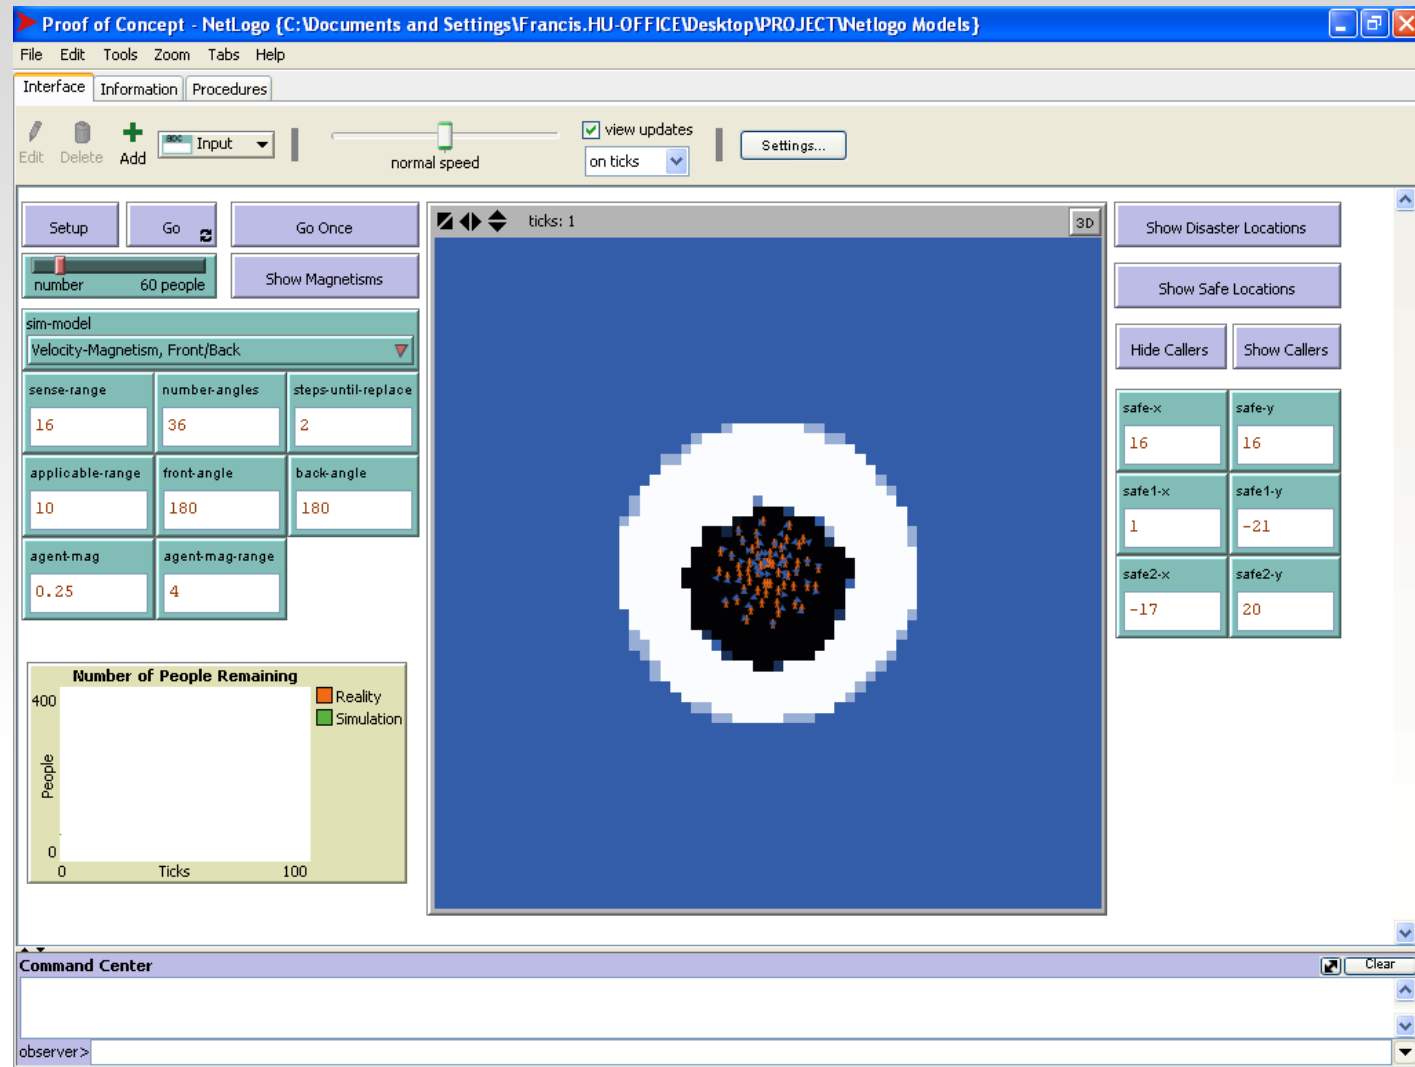 Proof of Concept - NetLogo {C:\Documents and Settings\Francis.HU-OFFICE\Desktop\PROJECT\Netlogo Models}
File Edit Tools Zoom Tabs Help
Interface Information Procedures
Edit Delete Add abc Input normal speed view updates on ticks Settings...
Setup Go Go Once
number 60 people Show Magnetisms
sim-model
Velocity-Magnetism, Front/Back
sense-range number-angles steps-until-replace
16 36 2
applicable-range front-angle back-angle
10 180 180
agent-mag agent-mag-range
0.25 4
Number of People Remaining
400
People
0
0 Ticks 100
Reality
Simulation
ticks: 1 3D
Show Disaster Locations
Show Safe Locations
Hide Callers Show Callers
safe-x safe-y
16 16
safe1-x safe1-y
1 -21
safe2-x safe2-y
-17 20
Command Center Clear
observer>